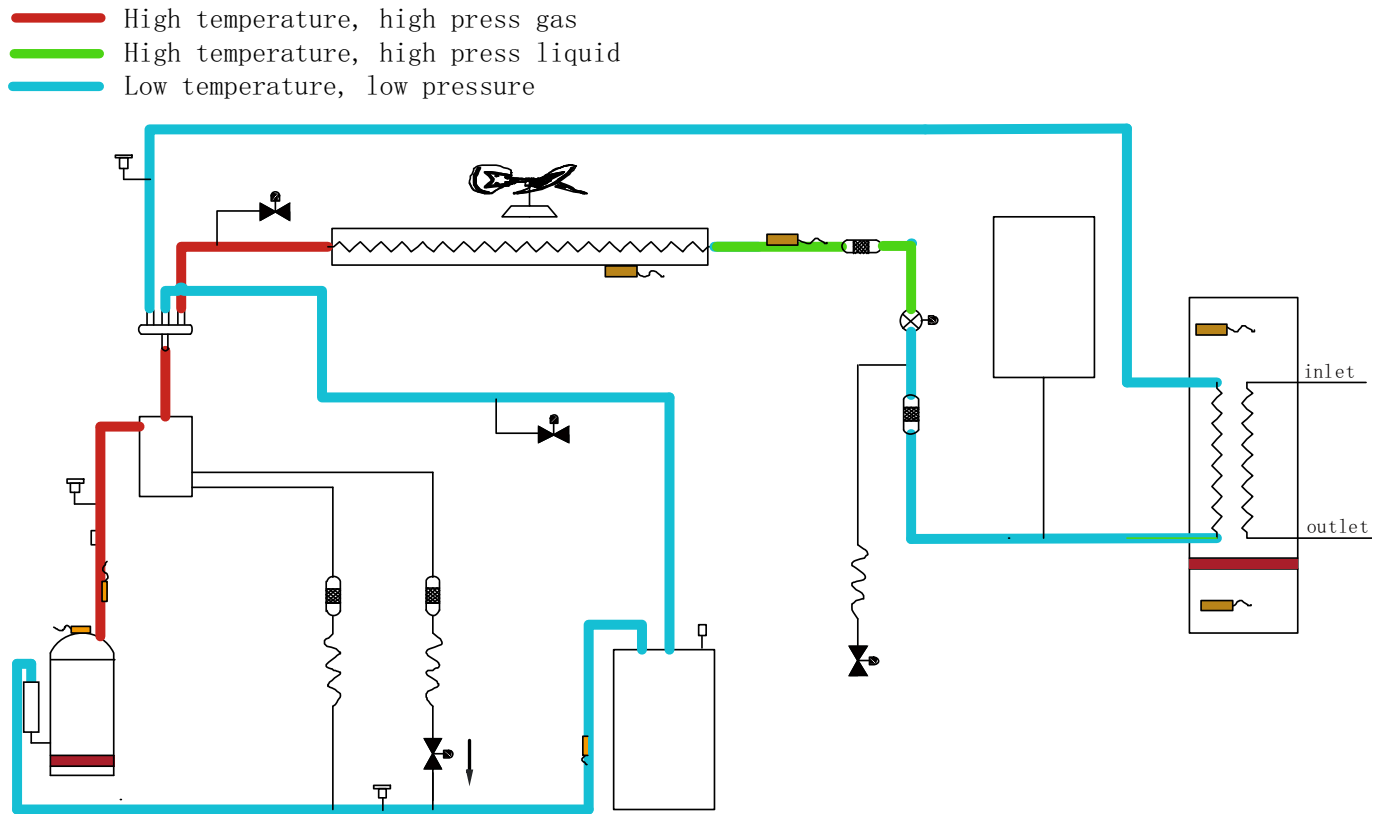 High temperature, high press gas
High temperature, high press liquid
Low temperature, low pressure
inlet
outlet